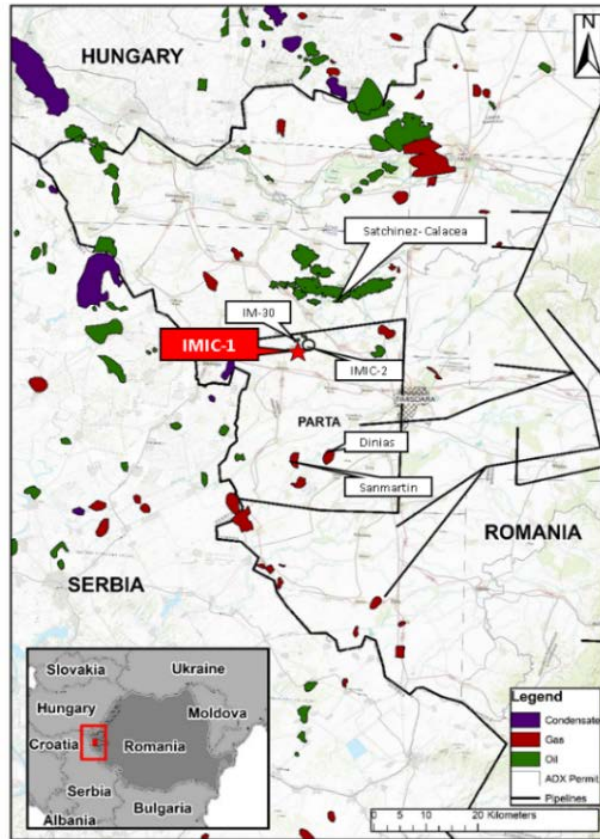 HUNGARY
N
Satchinez- Calacea
IM-30
IMIC-1
IMIC-2
PARTA
Dinias
Sanmartin
ROMANIA
SERBIA
Slovakia
Ukraine
Hungary
Moldova
Croatia
Romania
Serbia
Bulgaria
Albania
Legend
Condensate
Gas
Oil
ADX Permit
Pipelines
0 5 10 20 Kilometers